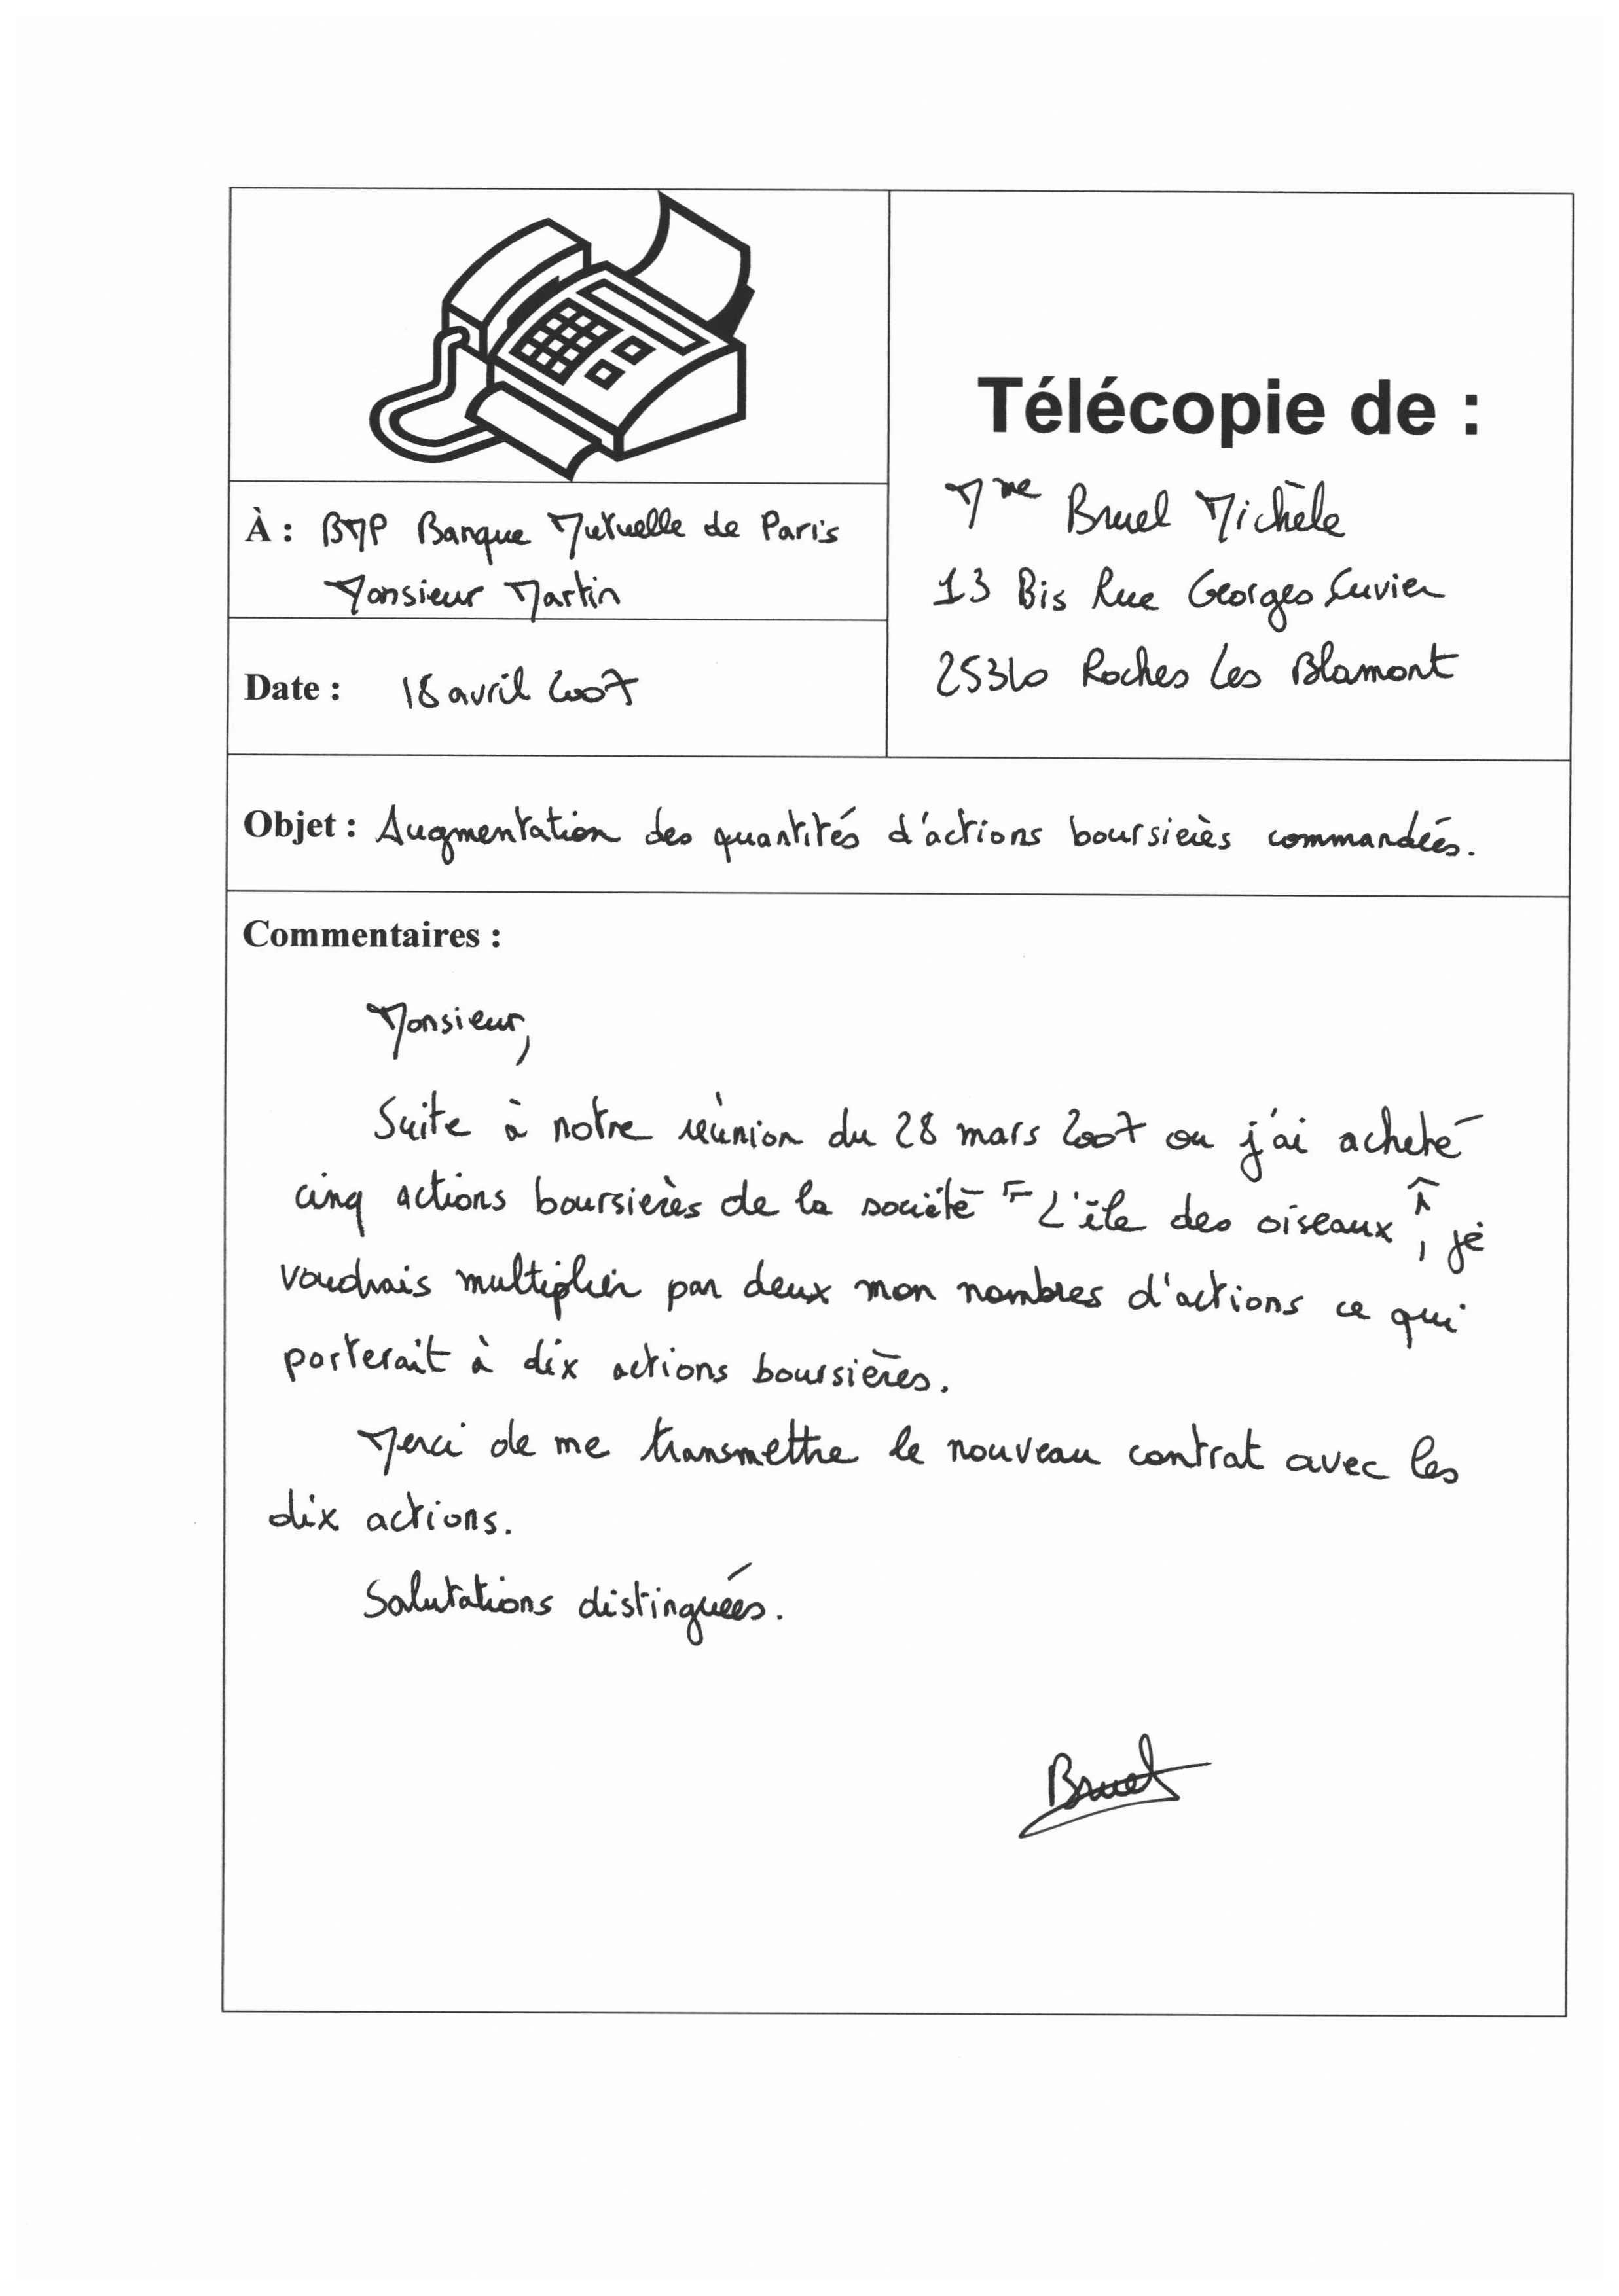 Télécopie de :
Mme Bruel Michèle
13 Bis Rue Georges Cuvier
25310 Roches Les Blamont
À : BMP Banque Mutuelle de Paris
Monsieur Martin
Date : 18 avril 2007
Objet : Augmentation des quantités d'actions boursières commandées.
Commentaires :
Monsieur,
Suite à notre réunion du 28 mars 2007 ou j'ai acheté
cinq actions boursières de la société " L'île des oiseaux ", je
voudrais multiplier par deux mon nombres d'actions ce qui
porterait à dix actions boursières.
Merci de me transmettre le nouveau contrat avec les
dix actions.
Salutations distinguées.
Bruel